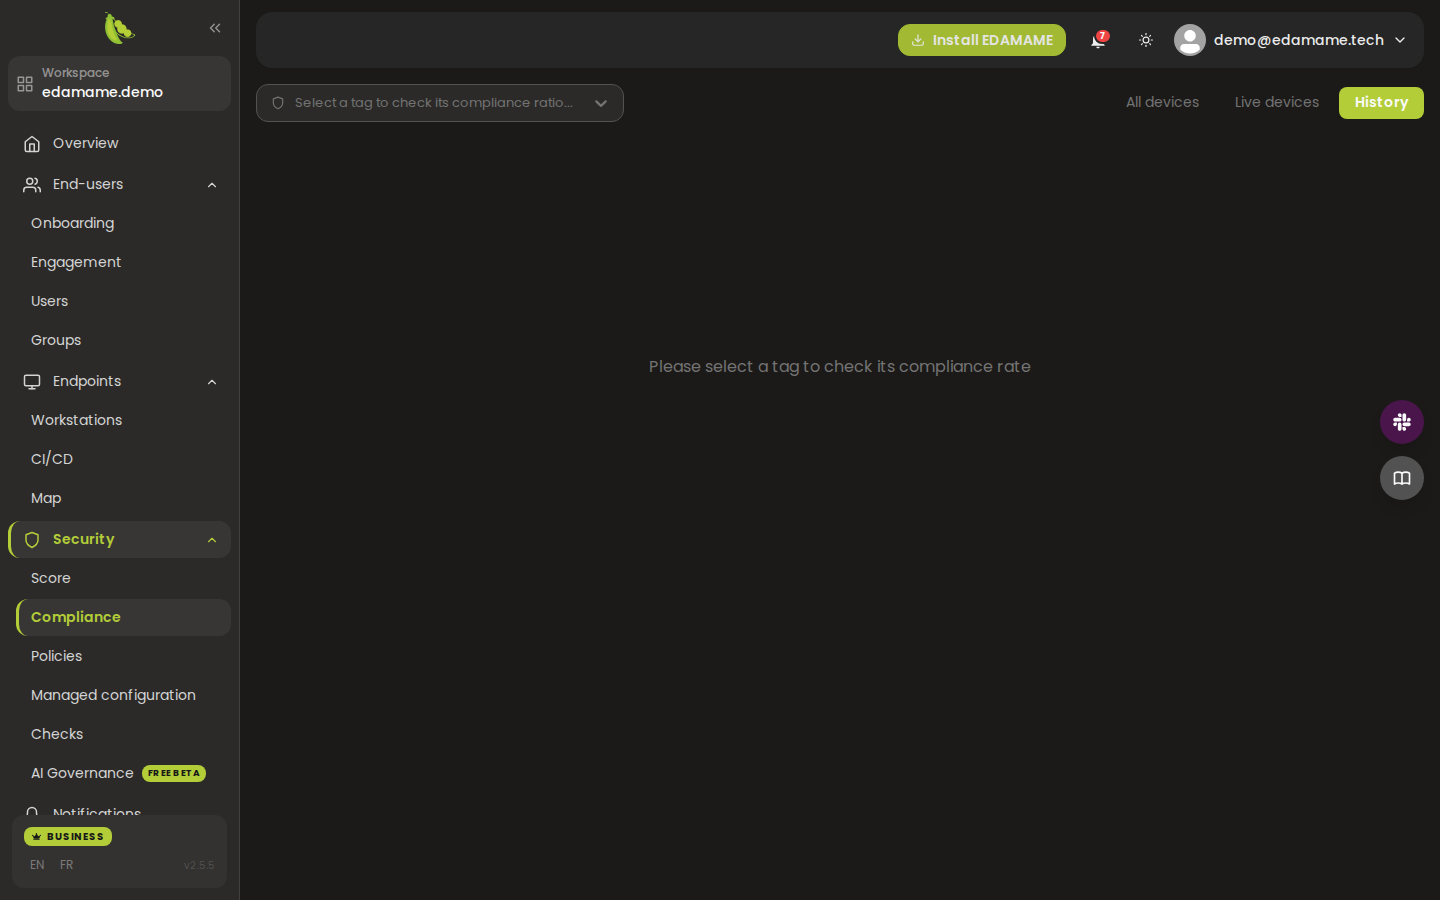 Workspace
edamame.demo
Overview
End-users
Onboarding
Engagement
Users
Groups
Endpoints
Workstations
CI/CD
Map
Security
Score
Compliance
Policies
Managed configuration
Checks
AI Governance FREE BETA
Notifications
BUSINESS
EN FR v2.5.5
Install EDAMAME
7
demo@edamame.tech
Select a tag to check its compliance ratio...
All devices
Live devices
History
Please select a tag to check its compliance rate